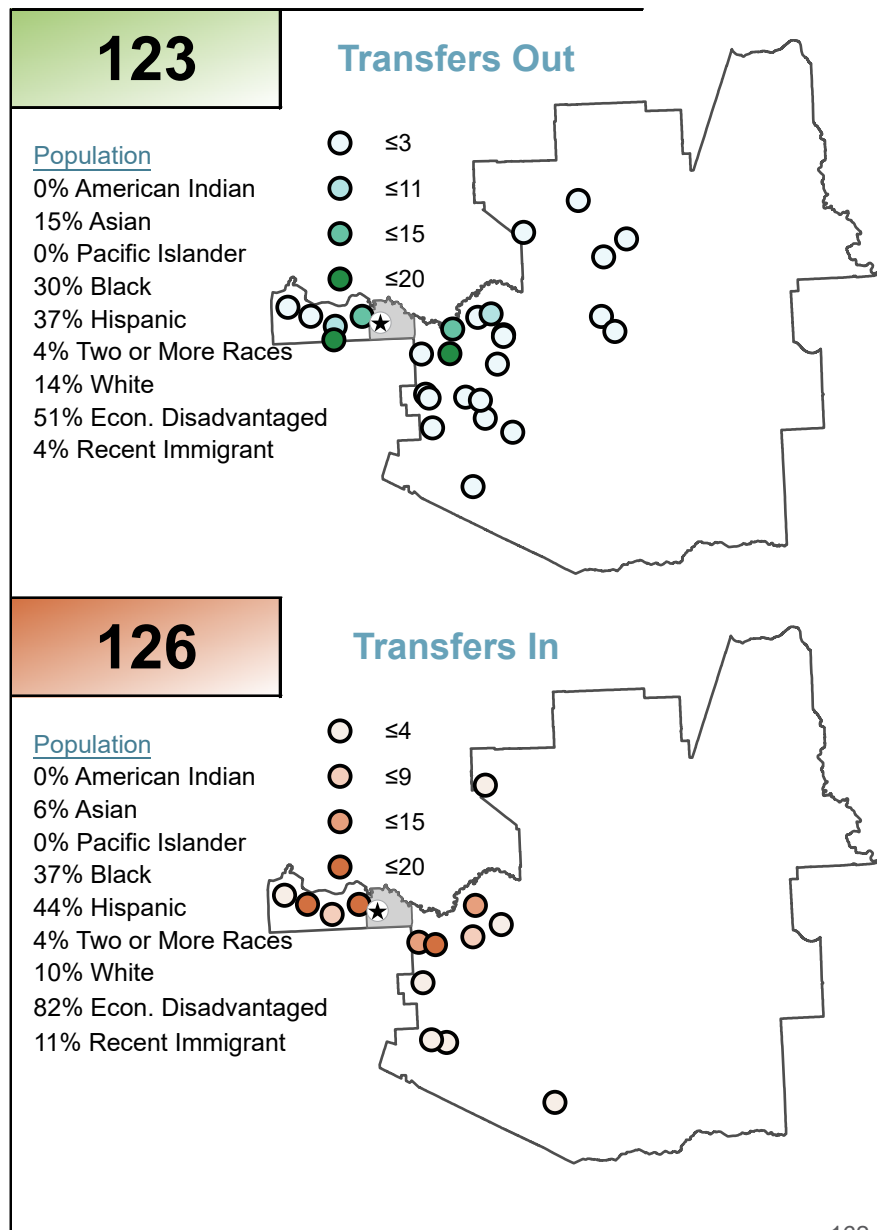 123
Transfers Out
Population
0% American Indian
15% Asian
0% Pacific Islander
30% Black
37% Hispanic
4% Two or More Races
14% White
51% Econ. Disadvantaged
4% Recent Immigrant
≤3
≤11
≤15
≤20
126
Transfers In
Population
0% American Indian
6% Asian
0% Pacific Islander
37% Black
44% Hispanic
4% Two or More Races
10% White
82% Econ. Disadvantaged
11% Recent Immigrant
≤4
≤9
≤15
≤20